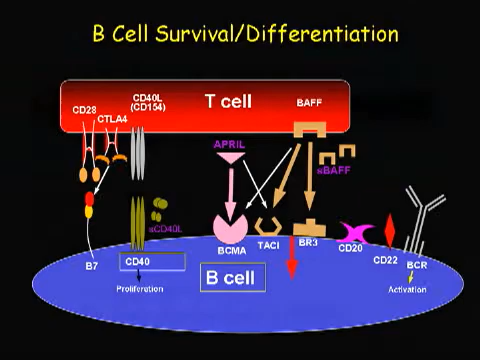 B Cell Survival/Differentiation
CD28
CTLA4
CD40L
(CD154)
T cell
BAFF
APRIL
sBAFF
sCD40L
B7
CD40
Proliferation
BCMA
TACI
BR3
CD20
CD22
BCR
B cell
Activation